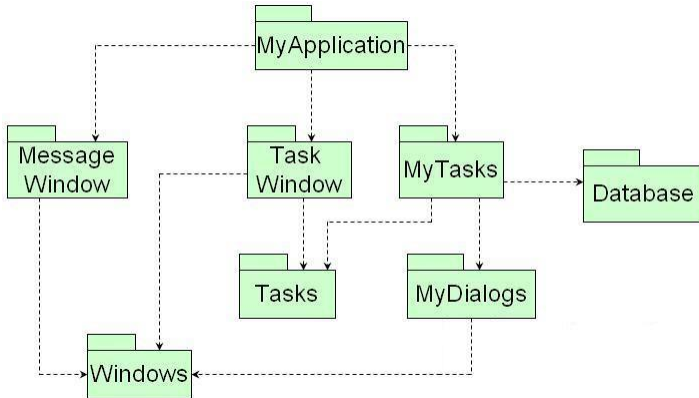 MyApplication
Message
Window
Task
Window
MyTasks
Database
Tasks
MyDialogs
Windows